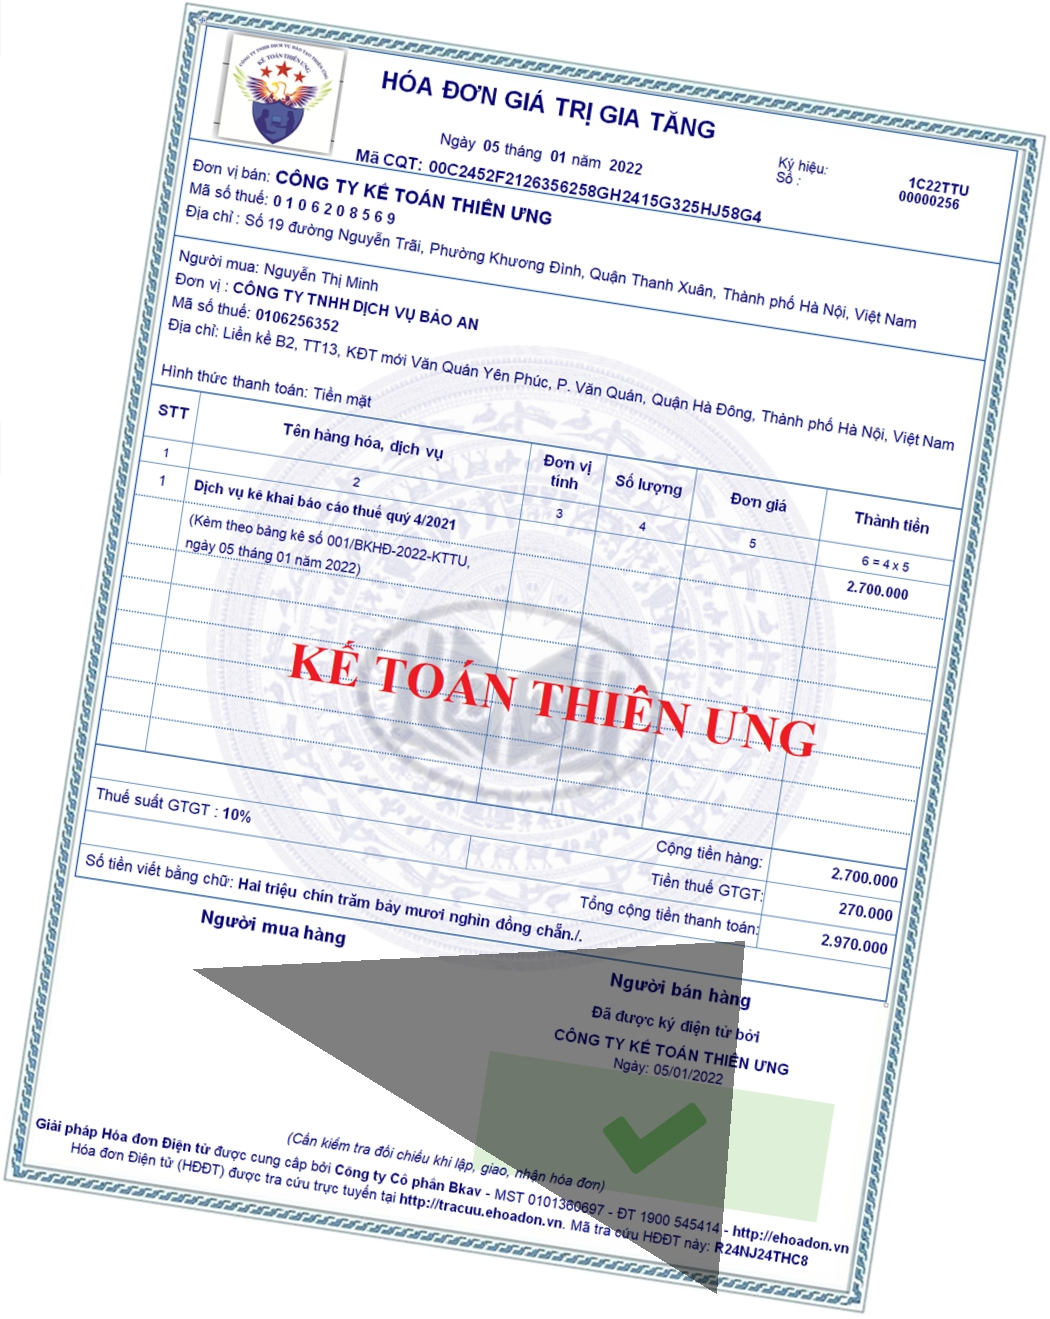 CÔNG TY TNHH DỊCH VỤ ĐÀO TẠO THIÊN ƯNG
KẾ TOÁN THIÊN ƯNG
HÓA ĐƠN GIÁ TRỊ GIA TĂNG
Ngày 05 tháng 01 năm 2022
Mã CQT: 00C2452F2126356258GH2415G325HJ58G4
Ký hiệu: 1C22TTU
Số : 00000256
Đơn vị bán: CÔNG TY KẾ TOÁN THIÊN ƯNG
Mã số thuế: 0 1 0 6 2 0 8 5 6 9
Địa chỉ : Số 19 đường Nguyễn Trãi, Phường Khương Đình, Quận Thanh Xuân, Thành phố Hà Nội, Việt Nam
Người mua: Nguyễn Thị Minh
Đơn vị : CÔNG TY TNHH DỊCH VỤ BẢO AN
Mã số thuế: 0106256352
Địa chỉ: Liền kề B2, TT13, KĐT mới Văn Quán Yên Phúc, P. Văn Quán, Quận Hà Đông, Thành phố Hà Nội, Việt Nam
Hình thức thanh toán: Tiền mặt
STT Tên hàng hóa, dịch vụ Đơn vị tính Số lượng Đơn giá Thành tiền
1 2 3 4 5 6 = 4 x 5
1 Dịch vụ kê khai báo cáo thuế quý 4/2021 2.700.000
(Kèm theo bảng kê số 001/BKHĐ-2022-KTTU,
ngày 05 tháng 01 năm 2022)
KẾ TOÁN THIÊN ƯNG
Cộng tiền hàng: 2.700.000
Thuế suất GTGT : 10% Tiền thuế GTGT: 270.000
Tổng cộng tiền thanh toán: 2.970.000
Số tiền viết bằng chữ: Hai triệu chín trăm bảy mươi nghìn đồng chẵn./.
Người mua hàng
Người bán hàng
Đã được ký điện tử bởi
CÔNG TY KẾ TOÁN THIÊN ƯNG
Ngày: 05/01/2022
(Cần kiểm tra đối chiếu khi lập, giao, nhận hóa đơn)
Giải pháp Hóa đơn Điện tử được cung cấp bởi Công ty Cổ phần Bkav - MST 0101360697 - ĐT 1900 545414 - http://ehoadon.vn
Hóa đơn Điện tử (HĐĐT) được tra cứu trực tuyến tại http://tracuu.ehoadon.vn. Mã tra cứu HĐĐT này: R24NJ24THC8